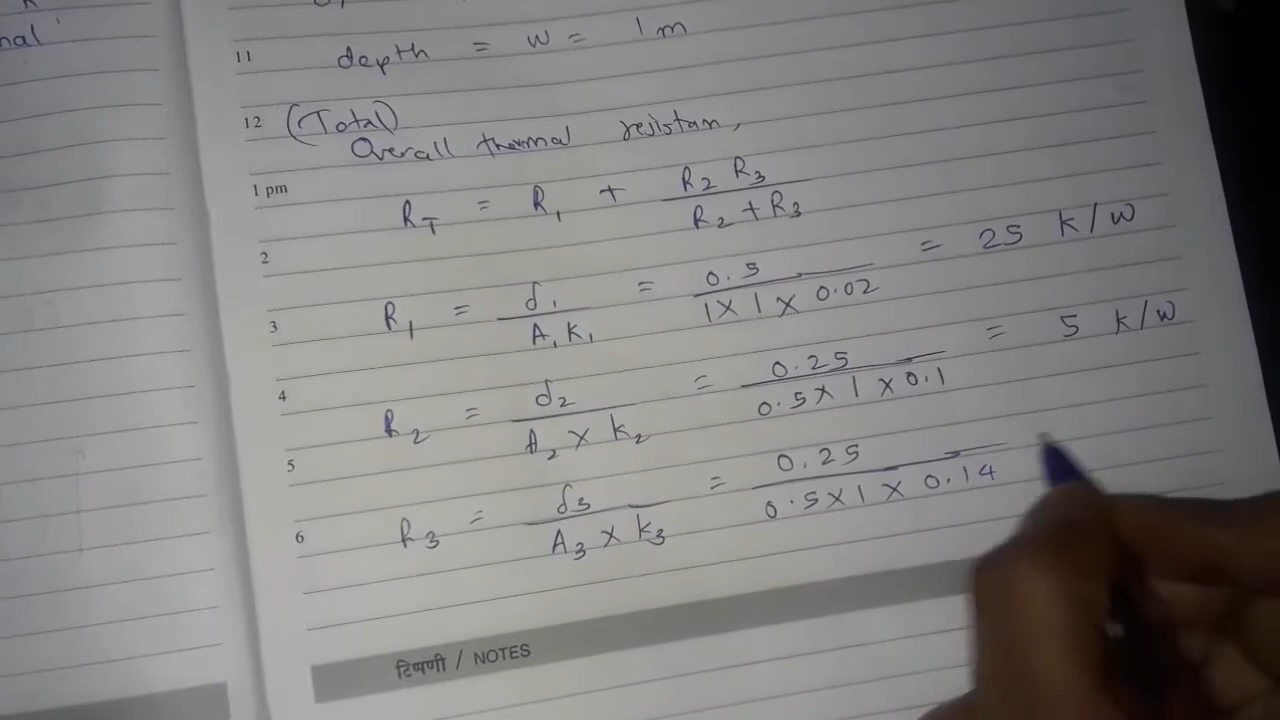 nal
11 depth = w = 1m
12 (Total)
Overall thermal resistan,
1 pm
R_T = R_1 + R_2 R_3 / R_2 + R_3
2
3 R_1 = δ_1 / A_1 K_1 = 0.5 / 1 × 1 × 0.02 = 25 K/W
4
R_2 = δ_2 / A_2 × K_2 = 0.25 / 0.5 × 1 × 0.1 = 5 K/W
5
6 R_3 = δ_3 / A_3 × K_3 = 0.25 / 0.5 × 1 × 0.14
टिप्पणी / NOTES